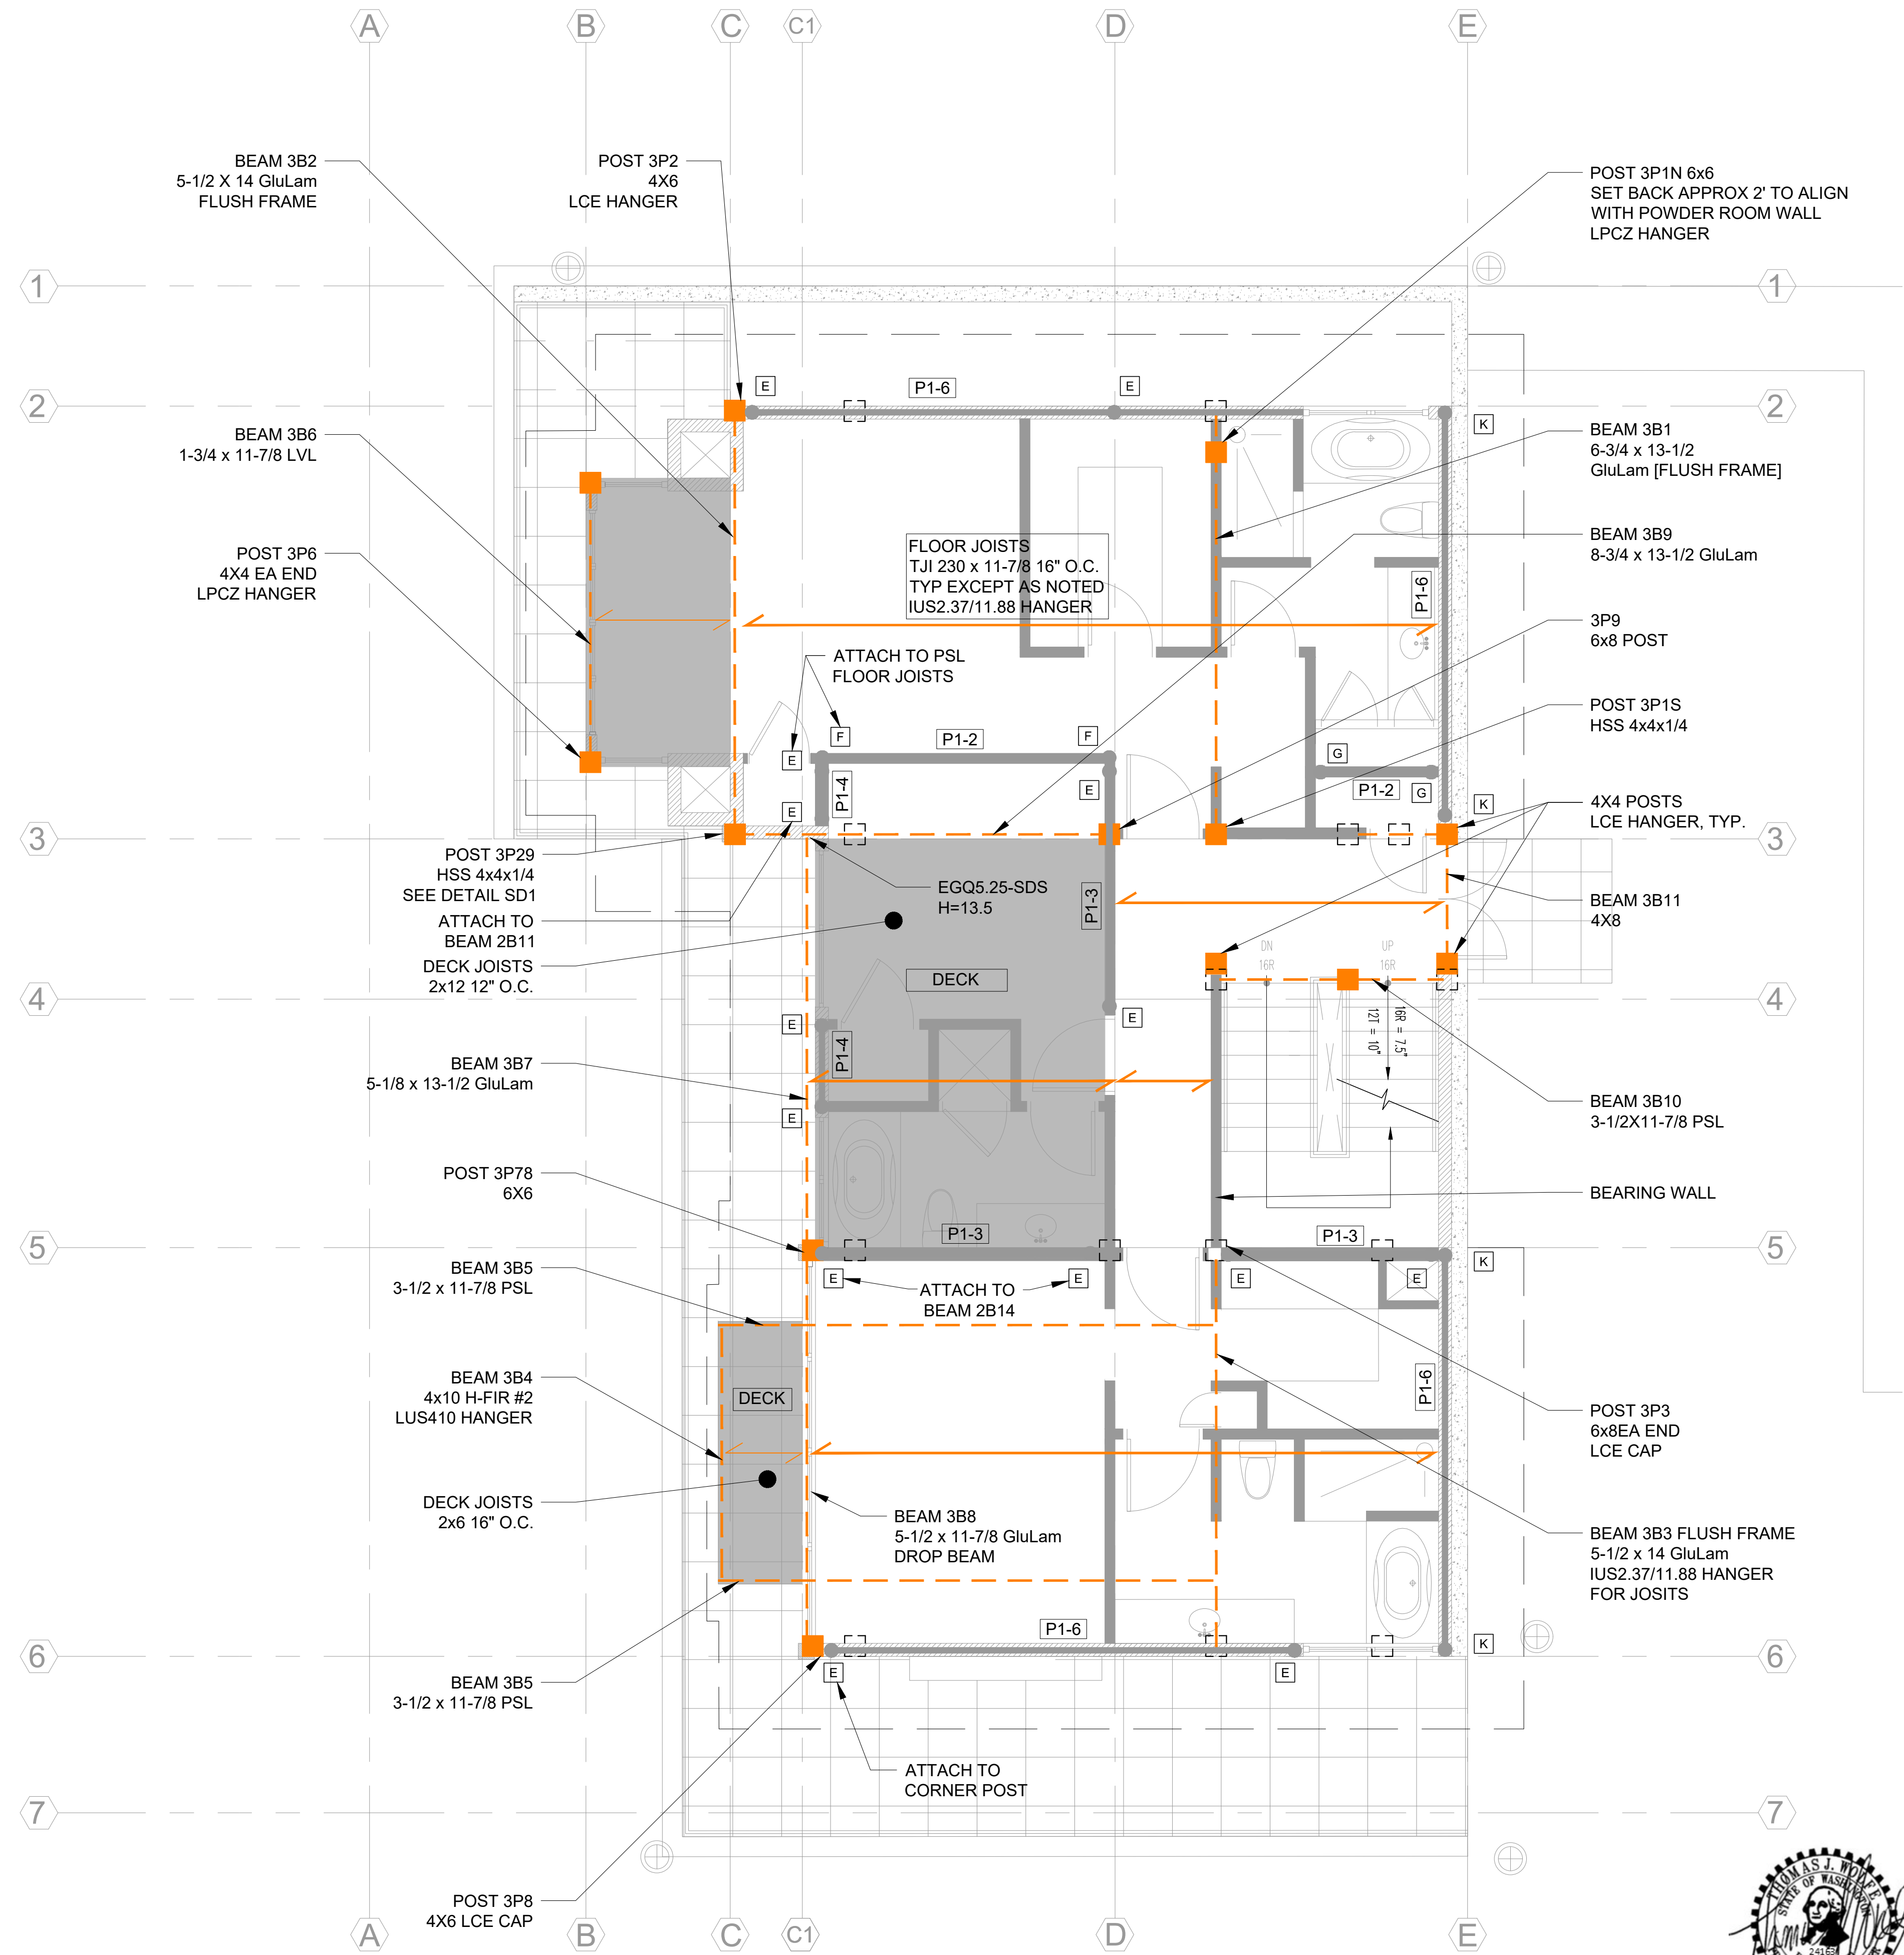 A
B
C
C1
D
E
BEAM 3B2
5-1/2 X 14 GluLam
FLUSH FRAME
POST 3P2
4X6
LCE HANGER
POST 3P1N 6x6
SET BACK APPROX 2' TO ALIGN
WITH POWDER ROOM WALL
LPCZ HANGER
1
1
E
P1-6
E
2
2
K
BEAM 3B6
1-3/4 x 11-7/8 LVL
BEAM 3B1
6-3/4 x 13-1/2
GluLam [FLUSH FRAME]
POST 3P6
4X4 EA END
LPCZ HANGER
FLOOR JOISTS
TJI 230 x 11-7/8 16" O.C.
TYP EXCEPT AS NOTED
IUS2.37/11.88 HANGER
BEAM 3B9
8-3/4 x 13-1/2 GluLam
P1-6
3P9
6x8 POST
ATTACH TO PSL
FLOOR JOISTS
POST 3P1S
HSS 4x4x1/4
F
P1-2
F
E
G
P1-4
E
P1-2
G
E
K
4X4 POSTS
LCE HANGER, TYP.
3
3
POST 3P29
HSS 4x4x1/4
SEE DETAIL SD1
EGQ5.25-SDS
H=13.5
P1-3
BEAM 3B11
4X8
ATTACH TO
BEAM 2B11
DECK JOISTS
2x12 12" O.C.
DECK
DN
16R
UP
16R
4
4
E
E
P1-4
16R = 7.5"
12T = 10"
BEAM 3B7
5-1/8 x 13-1/2 GluLam
E
BEAM 3B10
3-1/2X11-7/8 PSL
POST 3P78
6X6
BEARING WALL
P1-3
P1-3
5
5
K
BEAM 3B5
3-1/2 x 11-7/8 PSL
E
ATTACH TO
BEAM 2B14
E
E
E
BEAM 3B4
4x10 H-FIR #2
LUS410 HANGER
DECK
P1-6
POST 3P3
6x8EA END
LCE CAP
DECK JOISTS
2x6 16" O.C.
BEAM 3B8
5-1/2 x 11-7/8 GluLam
DROP BEAM
BEAM 3B3 FLUSH FRAME
5-1/2 x 14 GluLam
IUS2.37/11.88 HANGER
FOR JOSITS
P1-6
6
6
K
E
E
BEAM 3B5
3-1/2 x 11-7/8 PSL
ATTACH TO
CORNER POST
7
7
POST 3P8
4X6 LCE CAP
THOMAS J. WOLFE
STATE OF WASHINGTON
24163
A
B
C
C1
D
E